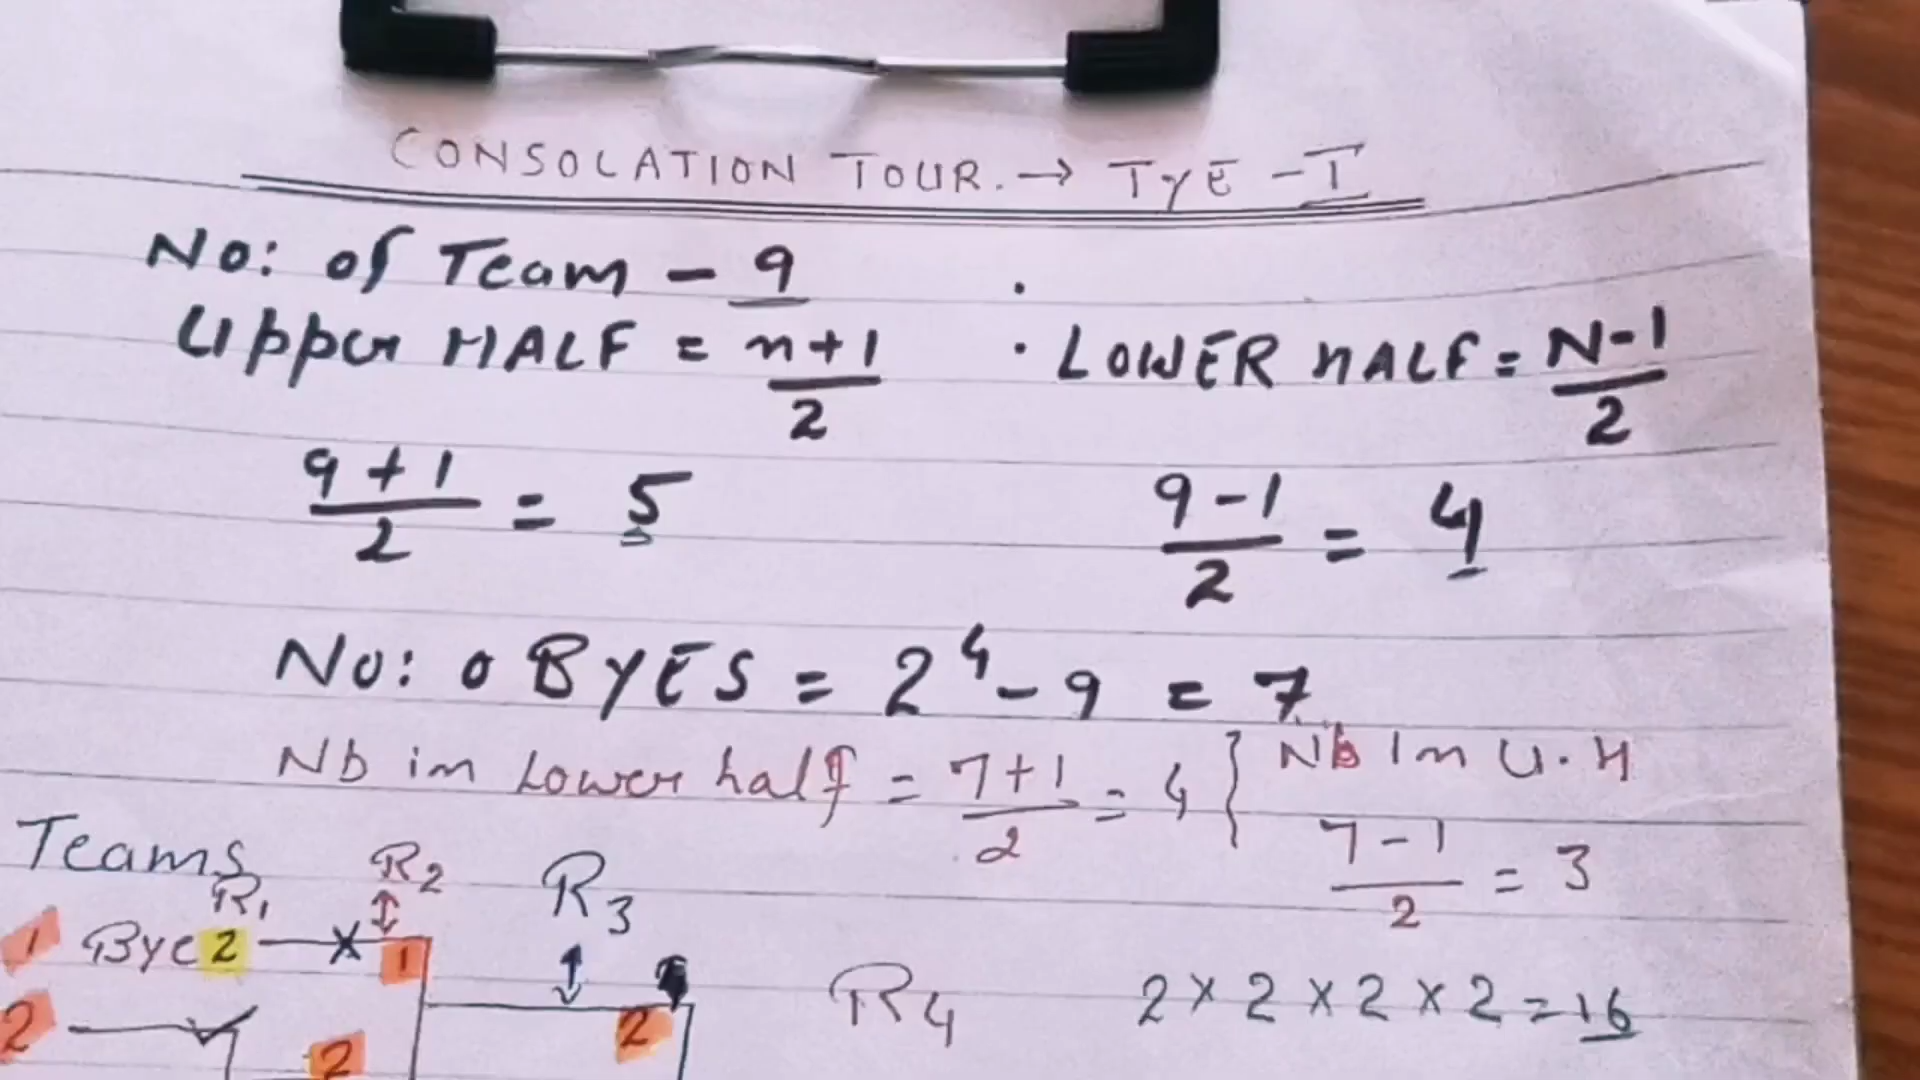 CONSOLATION TOUR. → TYE - I
No: of Team - 9
Upper HALF = n+1/2 . LOWER HALF = N-1/2
9+1/2 = 5 9-1/2 = 4
No: o BYES = 2⁴ - 9 = 7
Nb in Lower half = 7+1/2 = 4 } Nb In U.H
7-1/2 = 3
Teams
R1 R2 R3
1 Bye 2 X 1
R4 2×2×2×2=16
2 2 2